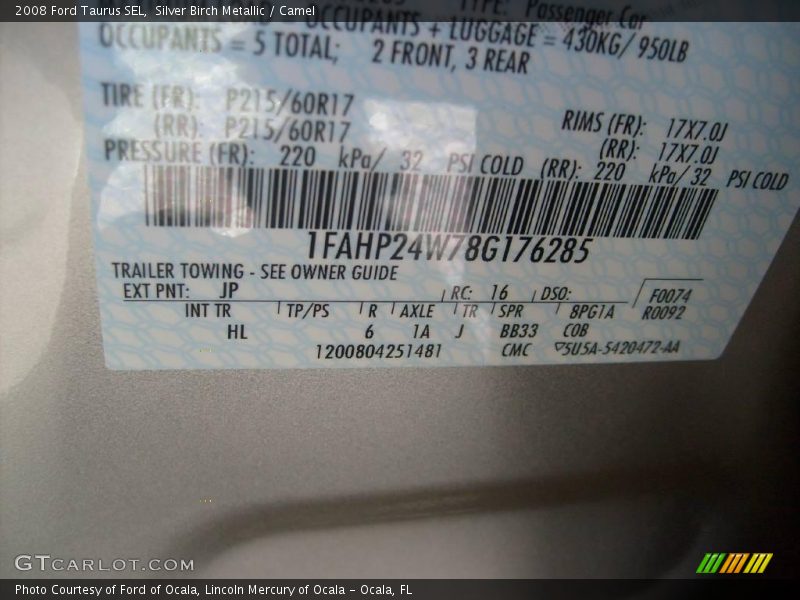 2008 Ford Taurus SEL, Silver Birch Metallic / Camel
TYPE: Passenger Car
OCCUPANTS + LUGGAGE = 430KG/ 950LB
OCCUPANTS = 5 TOTAL; 2 FRONT, 3 REAR
TIRE (FR): P215/60R17 RIMS (FR): 17X7.0J
(RR): P215/60R17 (RR): 17X7.0J
PRESSURE (FR): 220 kPa/ 32 PSI COLD (RR): 220 kPa/ 32 PSI COLD
1FAHP24W78G176285
TRAILER TOWING - SEE OWNER GUIDE
EXT PNT: JP RC: 16 DSO: F0074
INT TR TP/PS R AXLE TR SPR 8PG1A R0092
HL 6 1A J BB33 COB
1200804251481 CMC 5U5A-5420472-AA
GTCARLOT.COM
Photo Courtesy of Ford of Ocala, Lincoln Mercury of Ocala – Ocala, FL